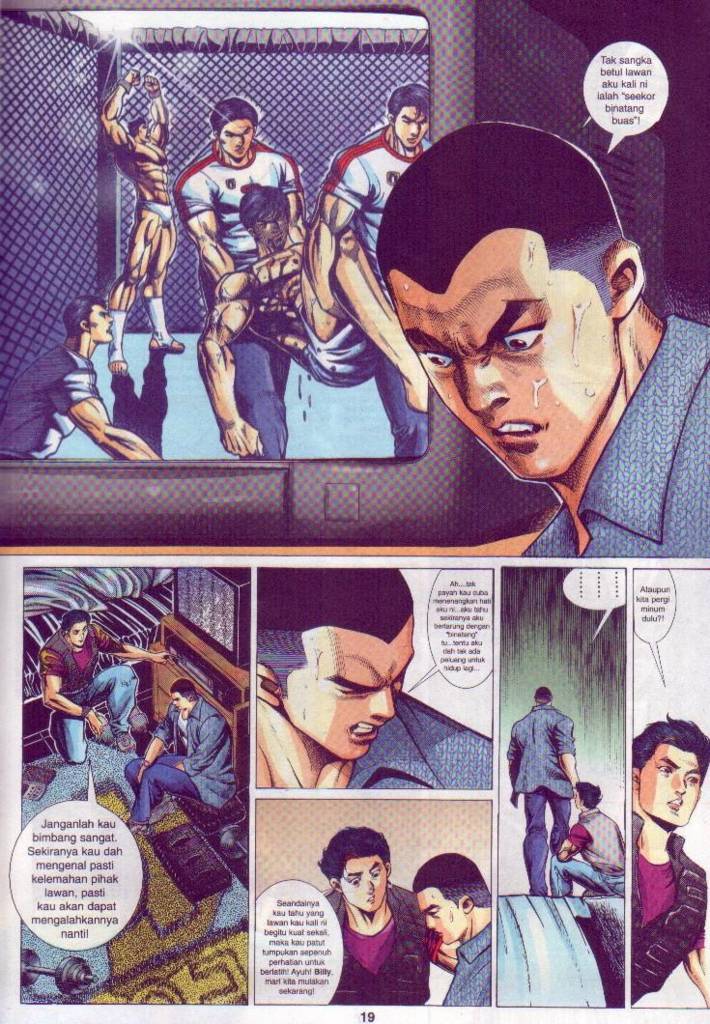 Tak sangka
betul lawan
aku kali ni
ialah "seekor
binatang
buas"!
Janganlah kau
bimbang sangat.
Sekiranya kau dah
mengenal pasti
kelemahan pihak
lawan, pasti
kau akan dapat
mengalahkannya
nanti!
Ah....tak
payah kau cuba
menenangkan hati
aku ni...aku tahu
sekiranya aku
bertarung dengan
"binatang"
tu...tentu aku
dah tak ada
peluang untuk
hidup lagi...
Seandainya
kau tahu yang
lawan kau kali ni
begitu kuat sekali,
maka kau patut
tumpukan sepenuh
perhatian untuk
berlatih! Ayuh! Billy,
mari kita mulakan
sekarang!
Ataupun
kita pergi
minum
dulu?!
19